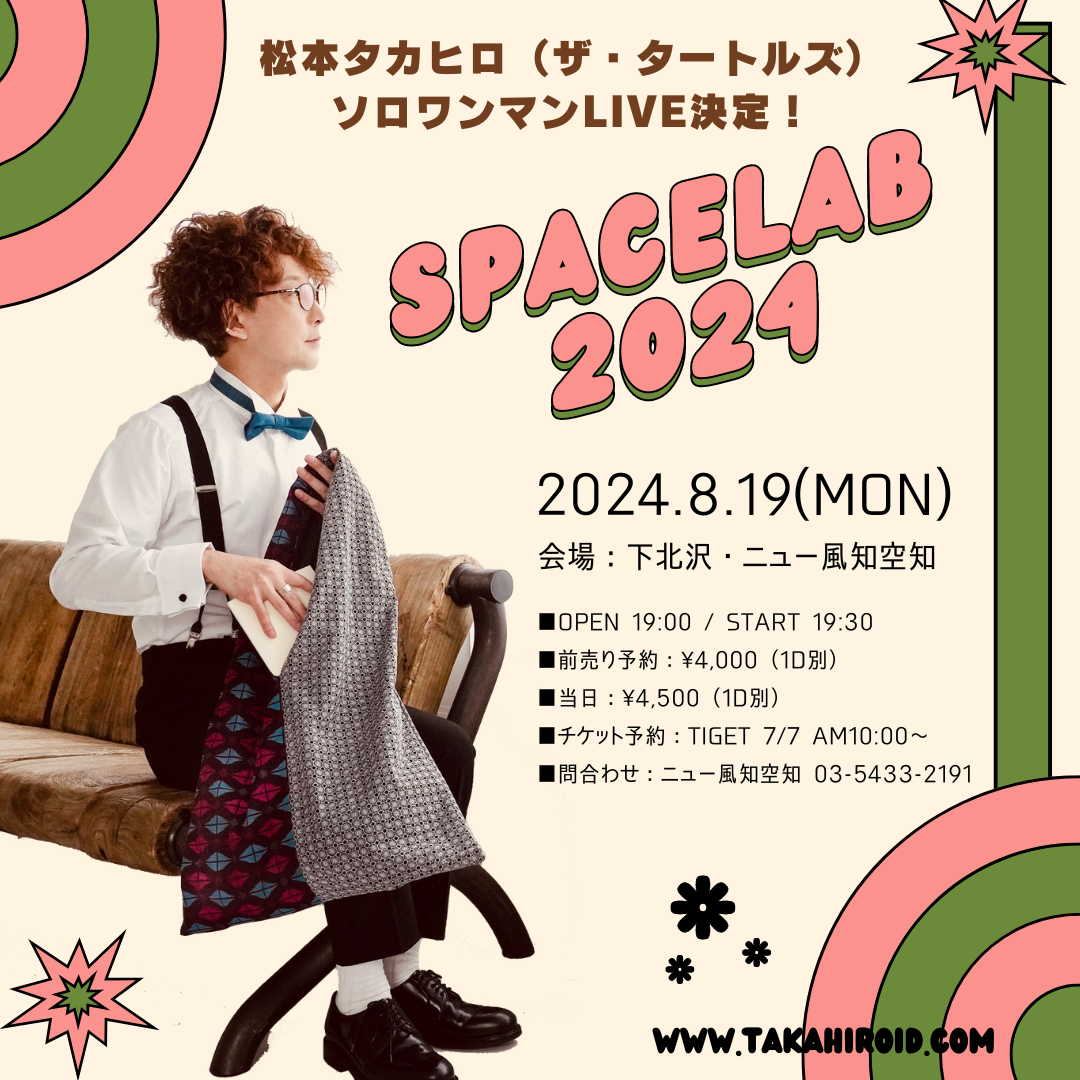 松本タカヒロ（ザ・タートルズ）
ソロワンマンLIVE決定！
SPACELAB
2024
2024.8.19(MON)
会場：下北沢・ニュー風知空知
■OPEN 19:00 / START 19:30
■前売り予約：¥4,000（1D別）
■当日：¥4,500（1D別）
■チケット予約：TIGET 7/7 AM10:00〜
■問合わせ：ニュー風知空知 03-5433-2191
WWW.TAKAHIROID.COM